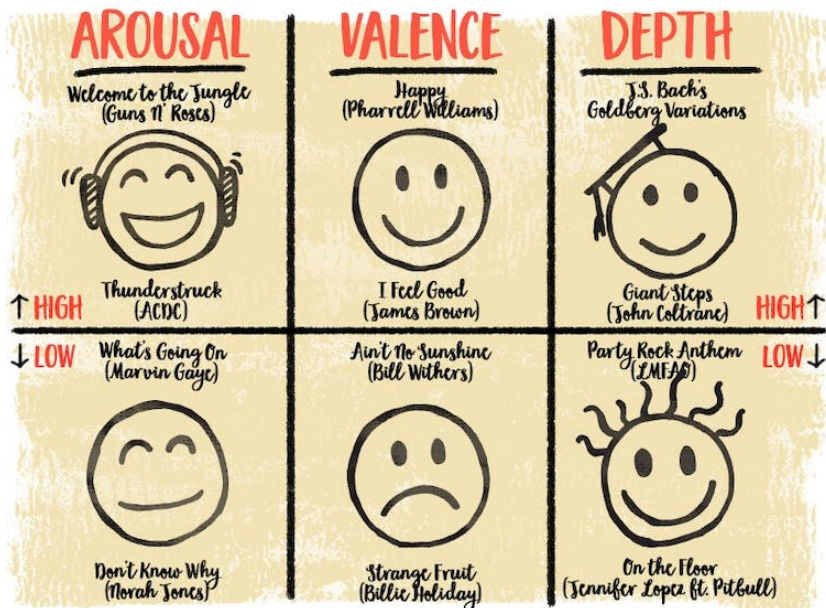 AROUSAL
VALENCE
DEPTH
Welcome to the Jungle
(Guns N' Roses)
Happy
(Pharrell Williams)
J.S. Bach's
Goldberg Variations
Thunderstruck
(ACDC)
I Feel Good
(James Brown)
Giant Steps
(John Coltrane)
↑ HIGH
HIGH ↑
↓ LOW
LOW ↓
What's Going On
(Marvin Gaye)
Ain't No Sunshine
(Bill Withers)
Party Rock Anthem
(LMFAO)
Don't Know Why
(Norah Jones)
Strange Fruit
(Billie Holiday)
On the Floor
(Jennifer Lopez ft. Pitbull)